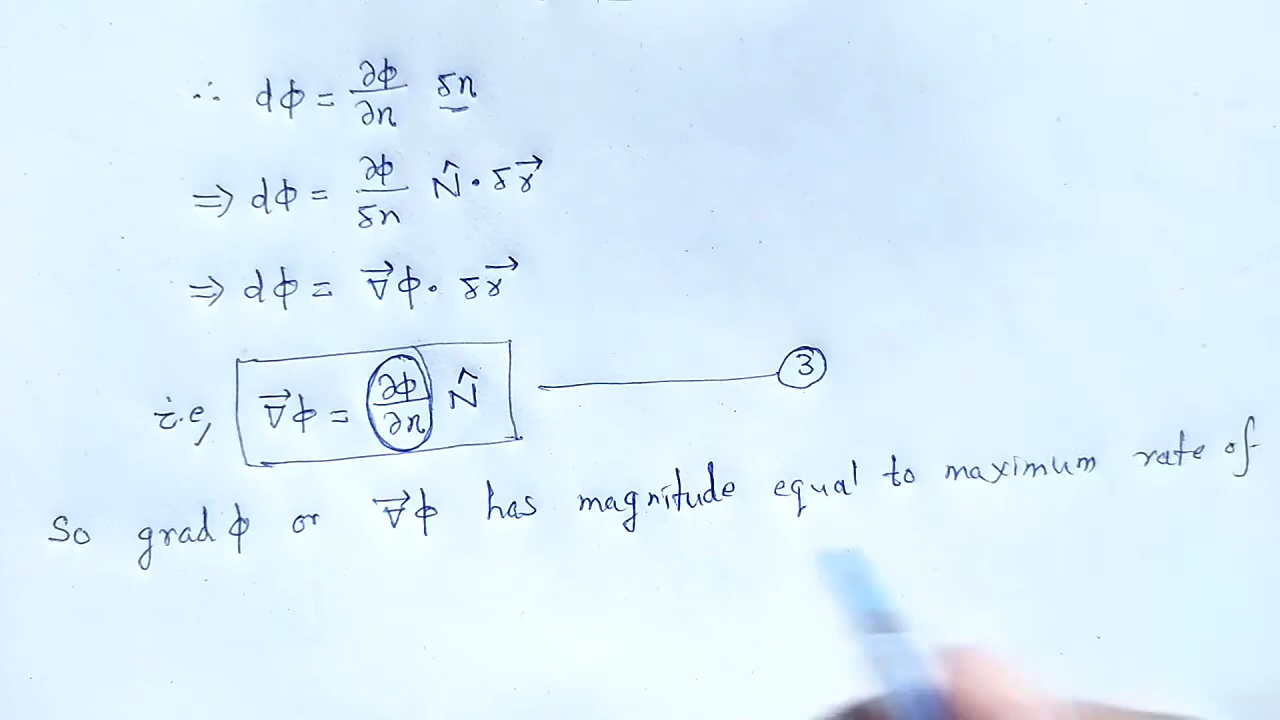 ∴ dϕ = ∂ϕ/∂n δn
⇒ dϕ = ∂ϕ/δn N̂ · δr⃗
⇒ dϕ = ∇⃗ϕ · δr⃗
i.e, ∇⃗ϕ = ∂ϕ/∂n N̂ ——— ③
So grad ϕ or ∇⃗ϕ has magnitude equal to maximum rate of